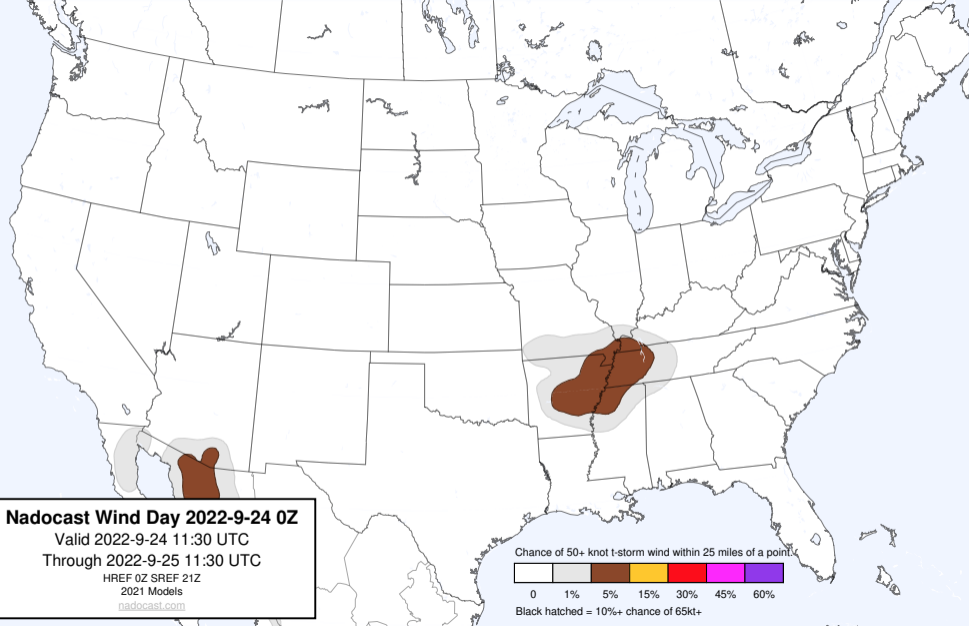 Nadocast Wind Day 2022-9-24 0Z
Valid 2022-9-24 11:30 UTC
Through 2022-9-25 11:30 UTC
HREF 0Z SREF 21Z
2021 Models
nadocast.com
Chance of 50+ knot t-storm wind within 25 miles of a point.
0 1% 5% 15% 30% 45% 60%
Black hatched = 10%+ chance of 65kt+